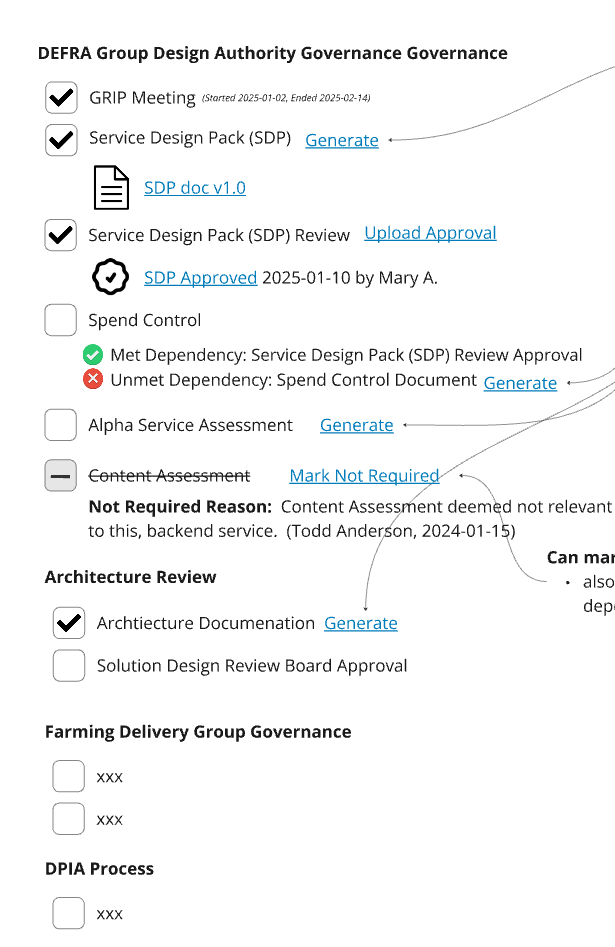 DEFRA Group Design Authority Governance Governance
GRIP Meeting (Started 2025-01-02, Ended 2025-02-14)
Service Design Pack (SDP) Generate
SDP doc v1.0
Service Design Pack (SDP) Review Upload Approval
SDP Approved 2025-01-10 by Mary A.
Spend Control
Met Dependency: Service Design Pack (SDP) Review Approval
Unmet Dependency: Spend Control Document Generate
Alpha Service Assessment Generate
Content Assessment Mark Not Required
Not Required Reason: Content Assessment deemed not relevant
to this, backend service. (Todd Anderson, 2024-01-15)
Can mar
• also
depe
Architecture Review
Archtiecture Documenation Generate
Solution Design Review Board Approval
Farming Delivery Group Governance
xxx
xxx
DPIA Process
xxx